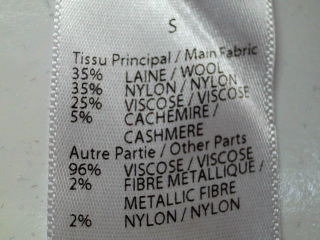 S
Tissu Principal / Main Fabric
35% LAINE / WOOL
35% NYLON / NYLON
25% VISCOSE / VISCOSE
5% CACHEMIRE /
CASHMERE
Autre Partie / Other Parts
96% VISCOSE / VISCOSE
2% FIBRE METALLIQUE /
METALLIC FIBRE
2% NYLON / NYLON